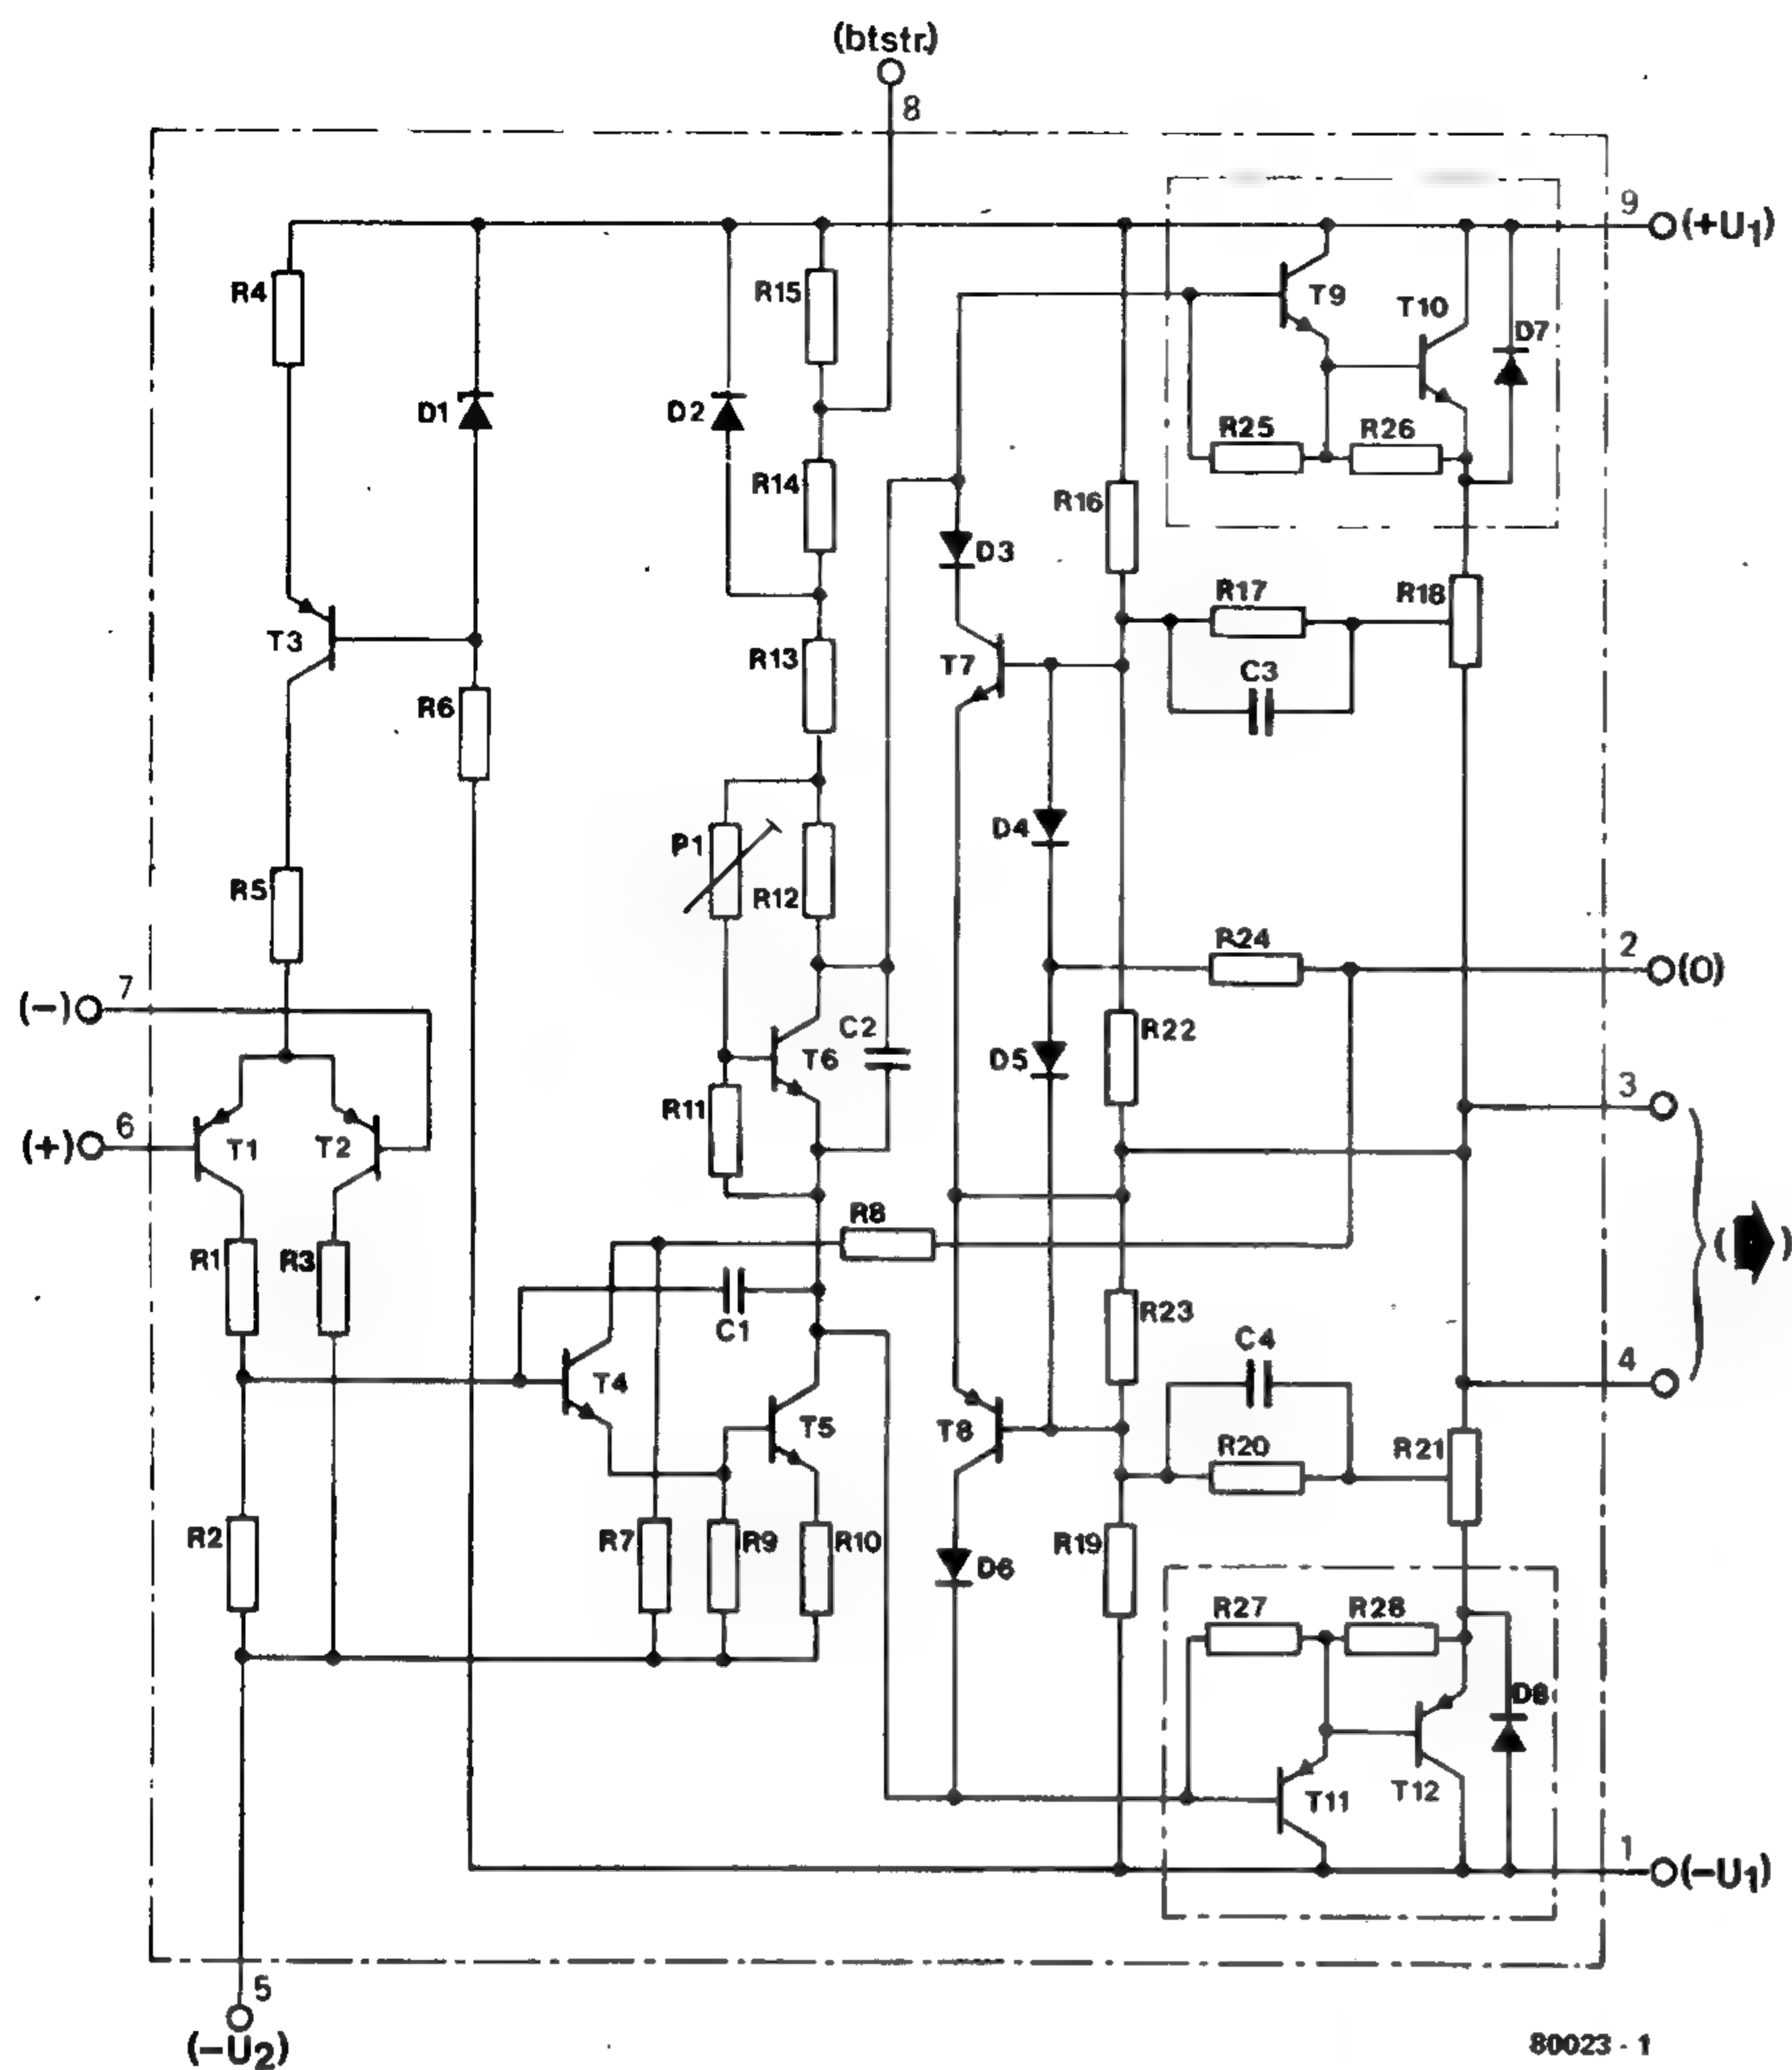 (btstr.)
8
9
(+U1)
R4
R15
T9
T10
D7
D1
D2
R25
R26
R14
R16
D3
R17
R18
T3
R13
T7
C3
R6
P1
D4
R12
R5
R24
2
(0)
7
(-)
C2
R22
T6
D5
3
R11
6
(+)
T1
T2
R8
R1
R3
R23
C1
C4
4
T4
T5
T8
R20
R21
R2
R7
R9
R10
D6
R19
R27
R28
D8
T11
T12
1
(-U1)
5
(-U2)
80023 - 1